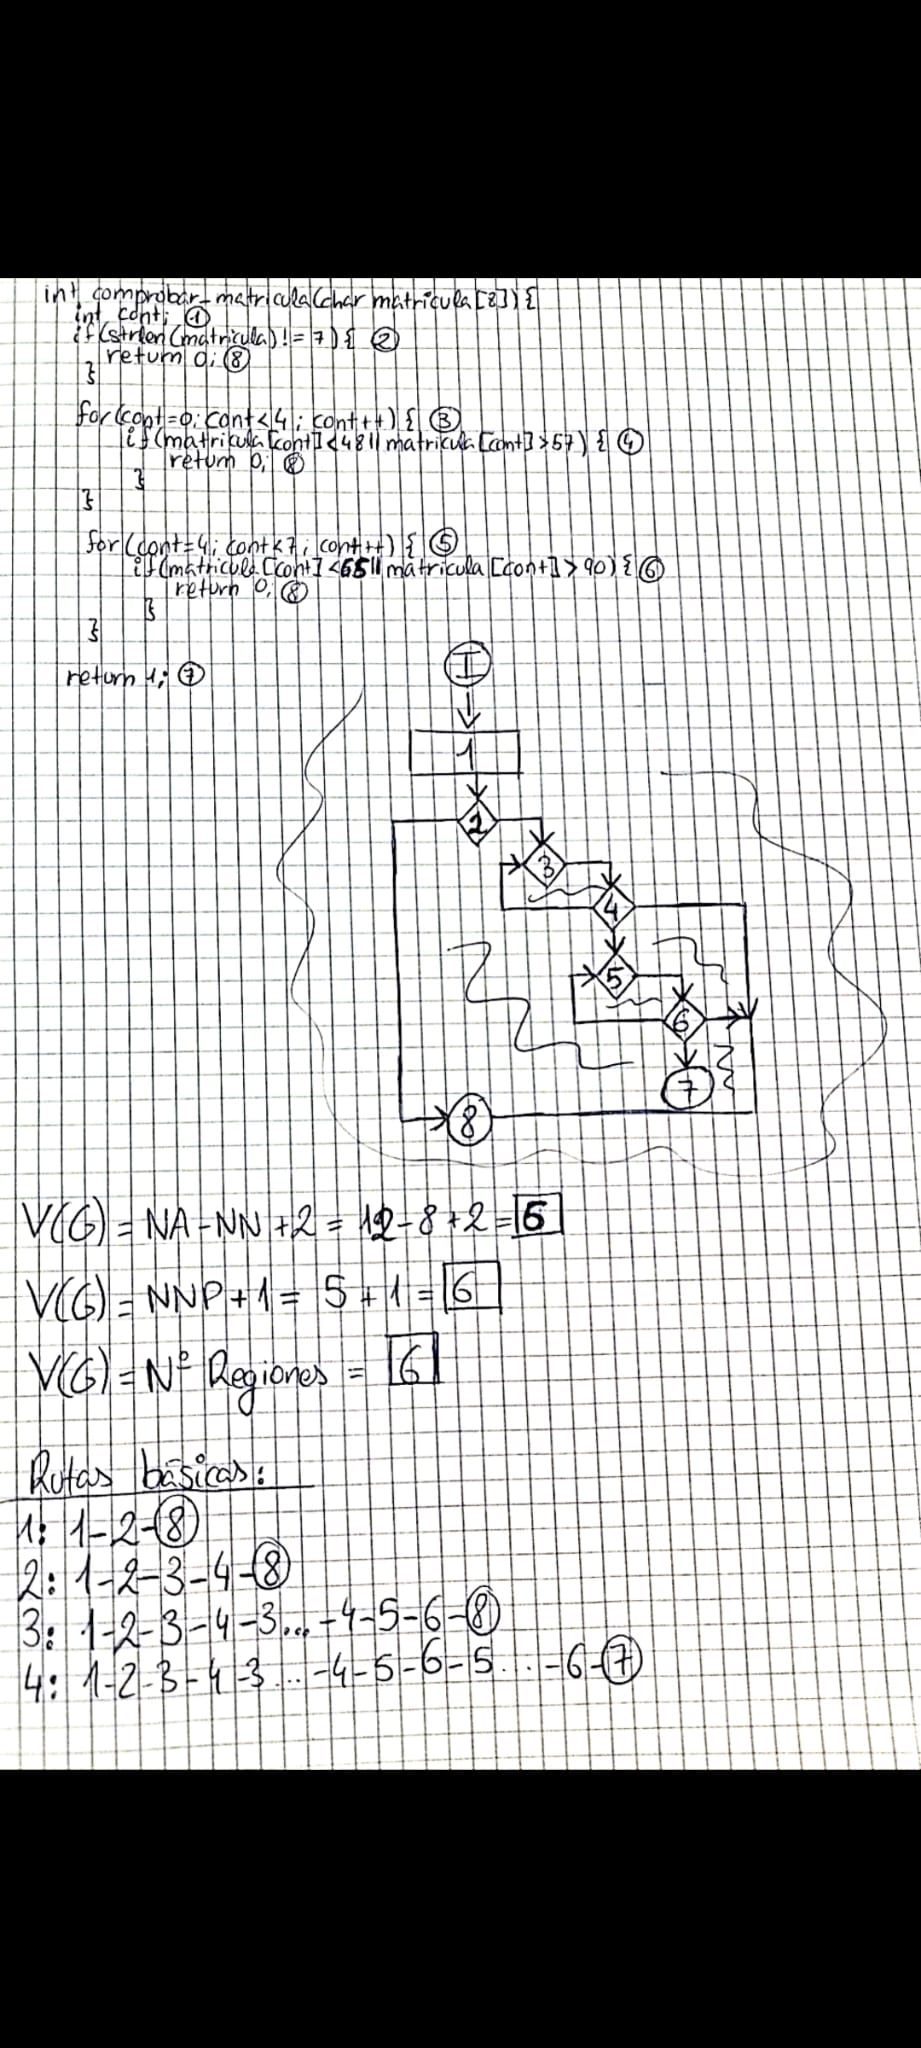 int comprobar_matricula(char matricula[8]) {
int cont; ①
if(strlen(matricula) != 7) { ②
return 0; ⑧
}
for(cont=0; cont<4; cont++) { ③
if(matricula[cont] <48 || matricula[cont] >57) { ④
return 0; ⑧
}
}
for(cont=4; cont<7; cont++) { ⑤
if(matricula[cont] <65 || matricula[cont] > 90) { ⑥
return 0; ⑧
}
}
return 1; ⑦
I
1
2
3
4
5
6
7
8
V(G) = NA-NN+2 = 12-8+2 = 6
V(G) = NNP+1 = 5+1 = 6
V(G) = Nº Regiones = 6
Rutas básicas:
1: 1-2-⑧
2: 1-2-3-4-⑧
3: 1-2-3-4-3...-4-5-6-⑧
4: 1-2-3-4-3...-4-5-6-5...-6-⑦